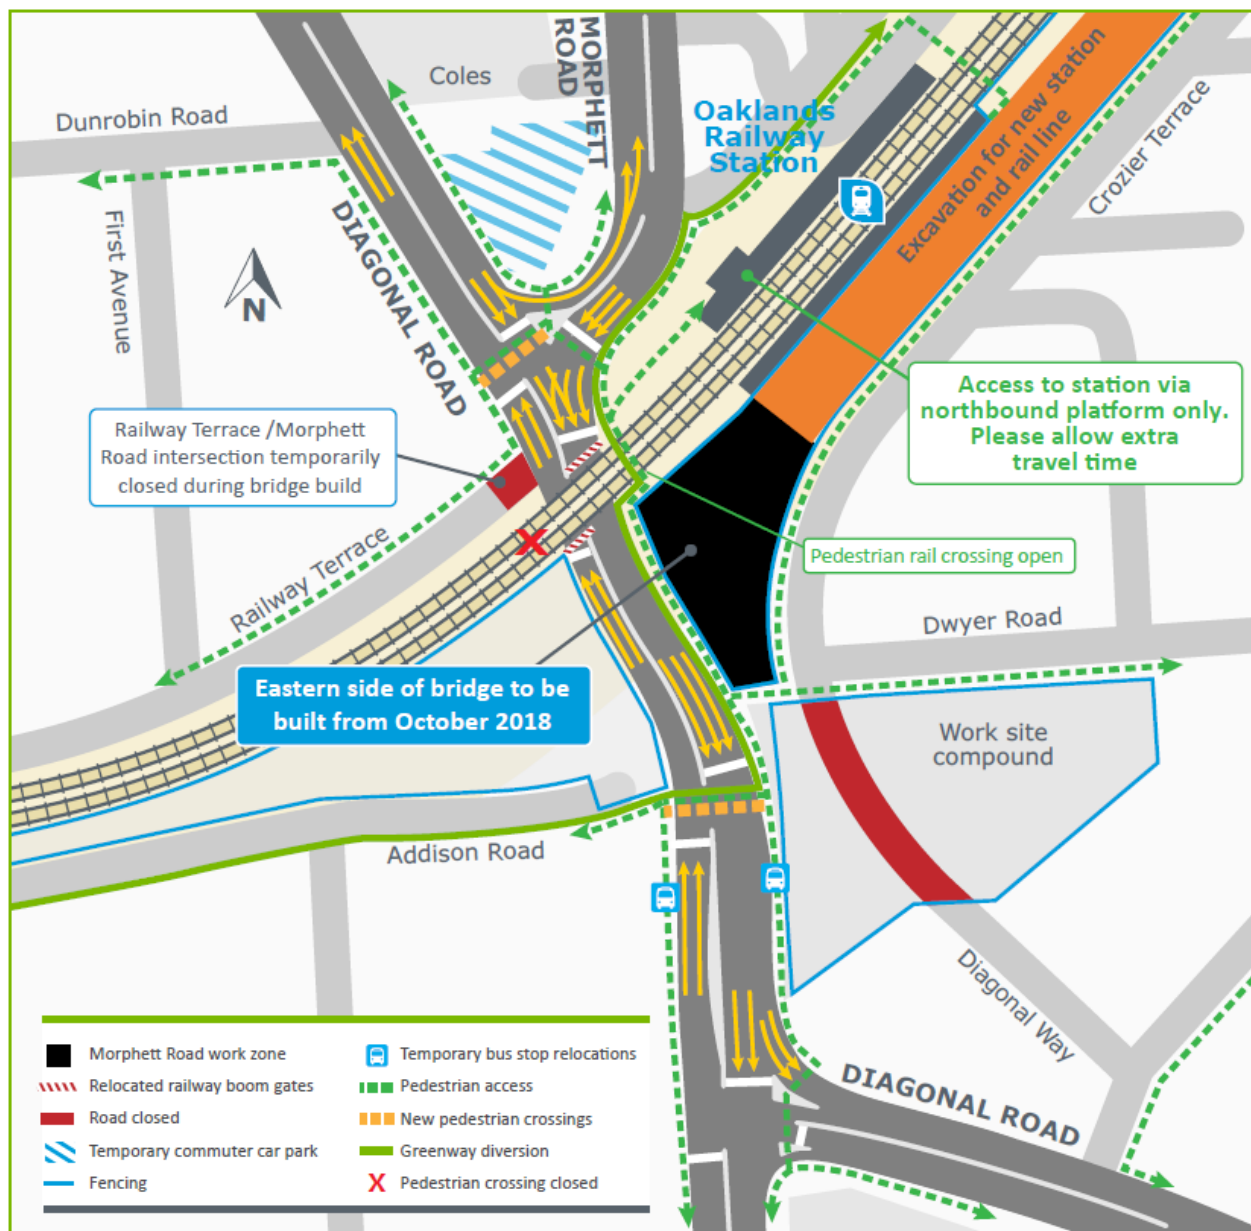 MORPHETT
ROAD
Coles
Dunrobin Road
Oaklands
Railway
Station
Excavation for new station
and rail line
Crozier Terrace
First Avenue
DIAGONAL ROAD
N
Access to station via
northbound platform only.
Please allow extra
travel time
Railway Terrace /Morphett
Road intersection temporarily
closed during bridge build
Pedestrian rail crossing open
Railway Terrace
X
Dwyer Road
Eastern side of bridge to be
built from October 2018
Work site
compound
Addison Road
Diagonal Way
DIAGONAL ROAD
Morphett Road work zone
Relocated railway boom gates
Road closed
Temporary commuter car park
Fencing
Temporary bus stop relocations
Pedestrian access
New pedestrian crossings
Greenway diversion
X Pedestrian crossing closed